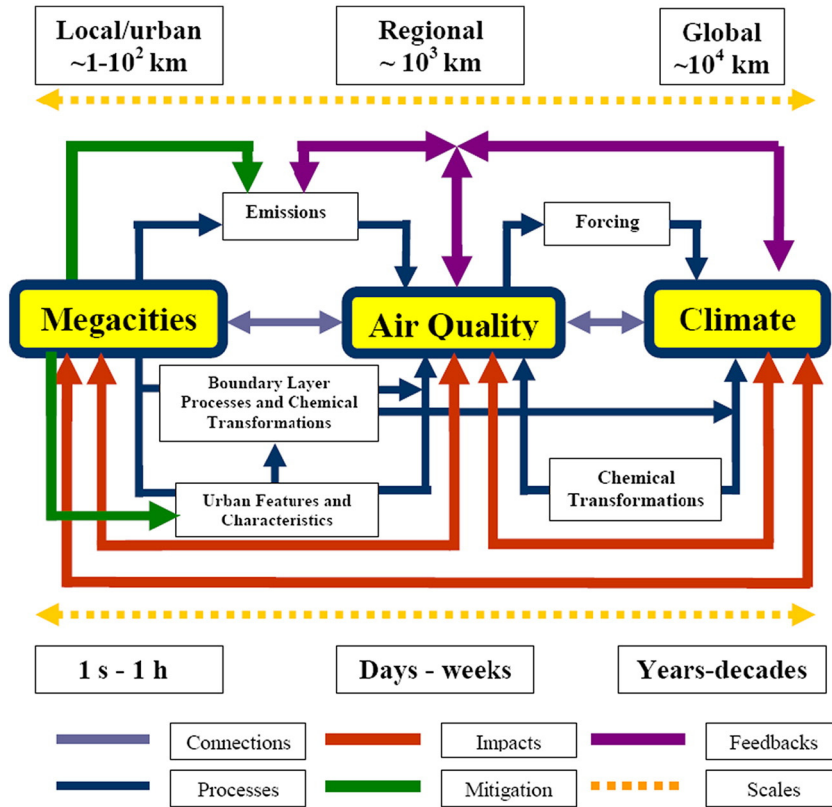 Local/urban
~1-10² km
Regional
~ 10³ km
Global
~10⁴ km
Emissions
Forcing
Megacities
Air Quality
Climate
Boundary Layer
Processes and Chemical
Transformations
Urban Features and
Characteristics
Chemical
Transformations
1 s - 1 h
Days - weeks
Years-decades
Connections
Impacts
Feedbacks
Processes
Mitigation
Scales